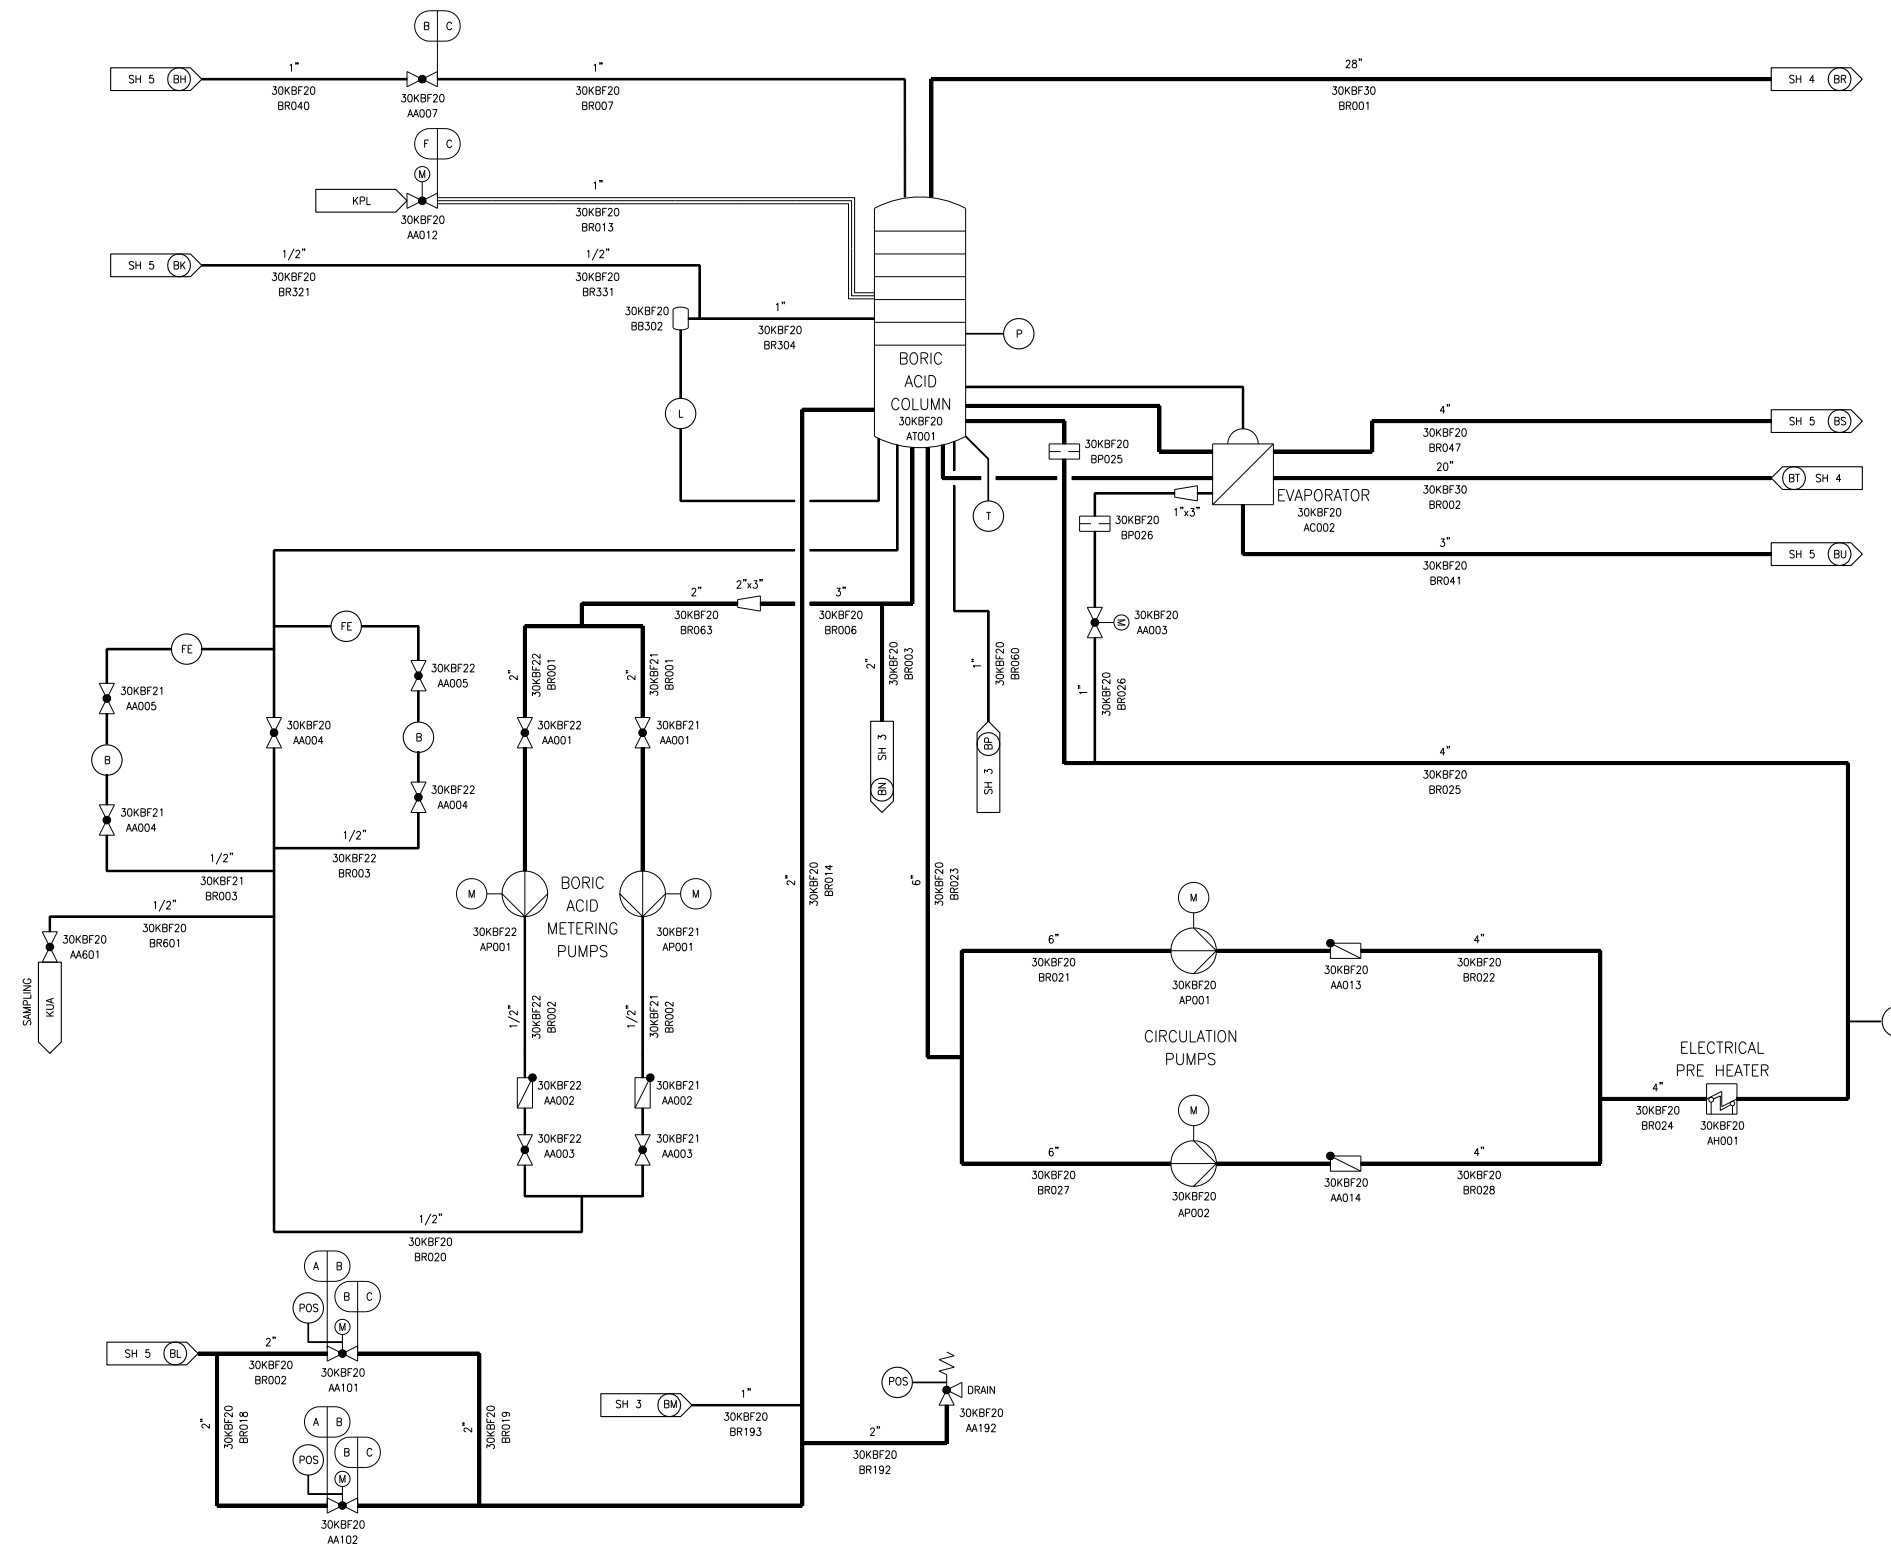 B C
SH 5 BH
1"
30KBF20
BR040
30KBF20
AA007
1"
30KBF20
BR007
28"
30KBF30
BR001
SH 4 BR
F C
M
KPL
30KBF20
AA012
1"
30KBF20
BR013
SH 5 BK
1/2"
30KBF20
BR321
1/2"
30KBF20
BR331
30KBF20
BB302
1"
30KBF20
BR304
P
L
BORIC
ACID
COLUMN
30KBF20
AT001
T
30KBF20
BP025
4"
30KBF20
BR047
SH 5 BS
20"
30KBF30
BR002
BT SH 4
EVAPORATOR
30KBF20
AC002
1"x3"
30KBF20
BP026
3"
30KBF20
BR041
SH 5 BU
30KBF20
AA003
M
1"
30KBF20
BR026
4"
30KBF20
BR025
2"
30KBF20
BR063
2"x3"
3"
30KBF20
BR006
2"
30KBF20
BR003
SH 3 BN
1"
30KBF20
BR060
SH 3 BP
FE
FE
30KBF21
AA005
30KBF22
AA005
30KBF20
AA004
B
B
30KBF21
AA004
30KBF22
AA004
1/2"
30KBF21
BR003
1/2"
30KBF22
BR003
1/2"
30KBF20
BR601
30KBF20
AA601
SAMPLING
KUA
2"
30KBF22
BR001
2"
30KBF21
BR001
30KBF22
AA001
30KBF21
AA001
M
M
BORIC
ACID
METERING
PUMPS
30KBF22
AP001
30KBF21
AP001
1/2"
30KBF22
BR002
1/2"
30KBF21
BR002
30KBF22
AA002
30KBF21
AA002
30KBF22
AA003
30KBF21
AA003
1/2"
30KBF20
BR020
2"
30KBF20
BR014
6"
30KBF20
BR023
M
6"
30KBF20
BR021
30KBF20
AP001
30KBF20
AA013
4"
30KBF20
BR022
CIRCULATION
PUMPS
M
6"
30KBF20
BR027
30KBF20
AP002
30KBF20
AA014
4"
30KBF20
BR028
ELECTRICAL
PRE HEATER
4"
30KBF20
BR024
30KBF20
AH001
A B
B C
POS
M
SH 5 BL
2"
30KBF20
BR002
30KBF20
AA101
2"
30KBF20
BR018
2"
30KBF20
BR019
A B
B C
POS
M
30KBF20
AA102
SH 3 BM
1"
30KBF20
BR193
POS
DRAIN
30KBF20
AA192
2"
30KBF20
BR192